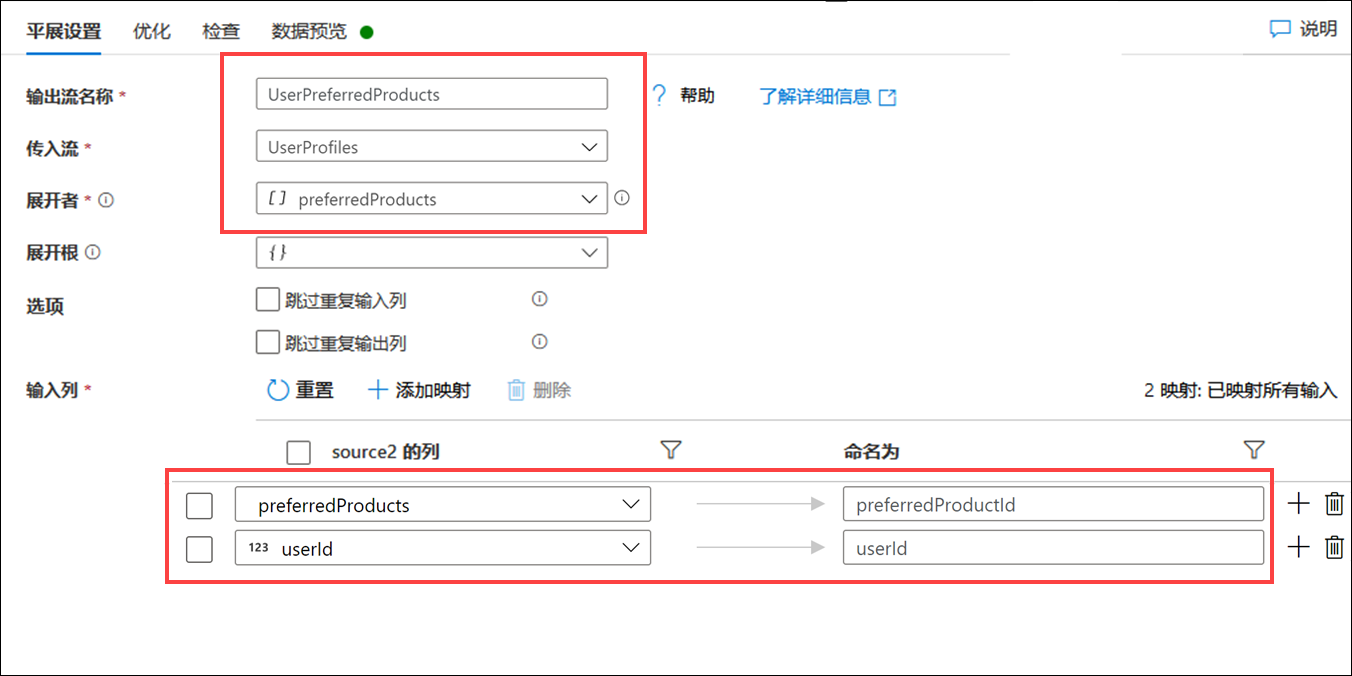 平展设置 优化 检查 数据预览 说明
输出流名称 * UserPreferredProducts ? 帮助 了解详细信息
传入流 * UserProfiles
展开者 * [] preferredProducts
展开根 {}
选项 跳过重复输入列
跳过重复输出列
输入列 * 重置 添加映射 删除 2 映射: 已映射所有输入
source2 的列 命名为
preferredProducts preferredProductId
123 userId userId